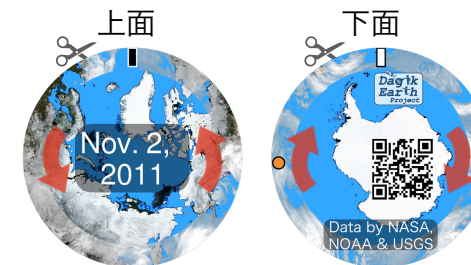 上面
下面
Nov. 2,
2011
Dagik
Earth
Project
Data by NASA,
NOAA & USGS